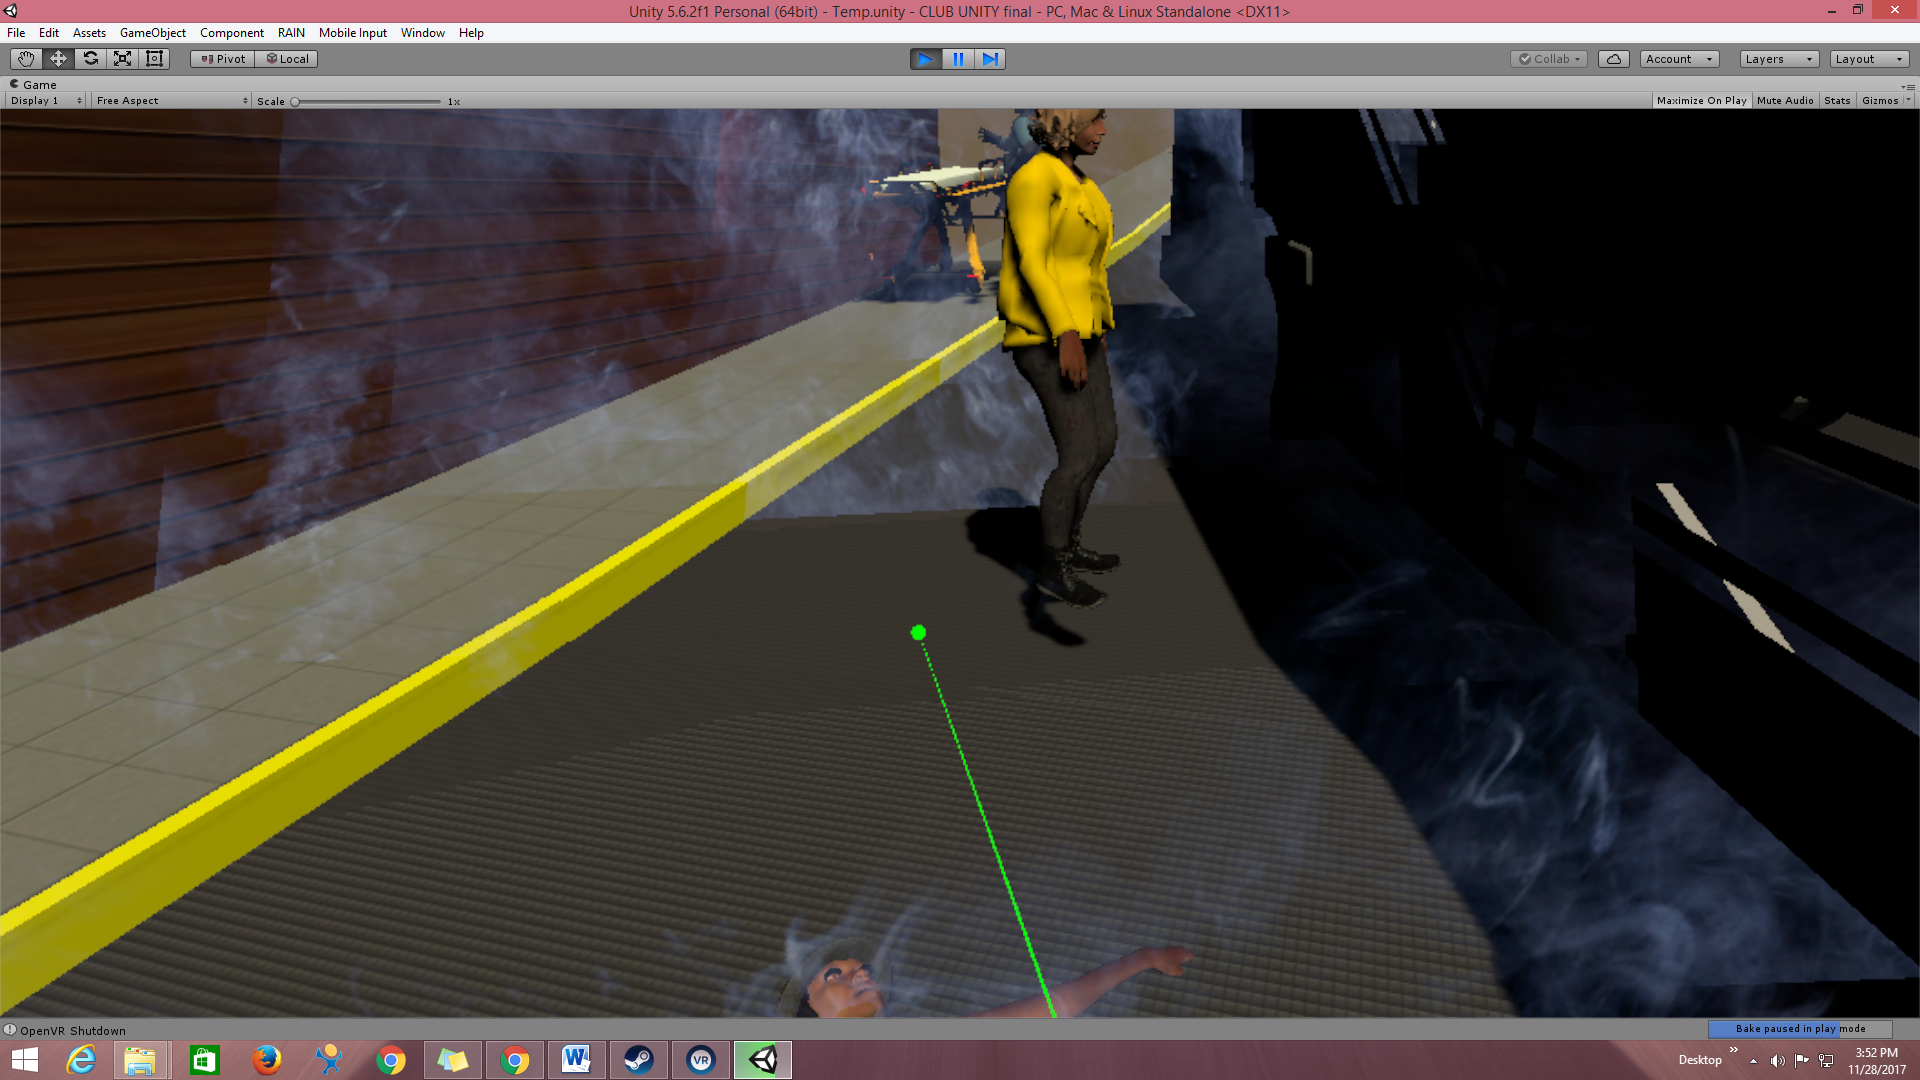 Unity 5.6.2f1 Personal (64bit) - Temp.unity - CLUB UNITY final - PC, Mac & Linux Standalone <DX11>
File Edit Assets GameObject Component RAIN Mobile Input Window Help
Pivot Local Collab Account Layers Layout
Game
Display 1 Free Aspect Scale 1x Maximize On Play Mute Audio Stats Gizmos
OpenVR Shutdown Bake paused in play mode
W VR Desktop 3:52 PM
11/28/2017